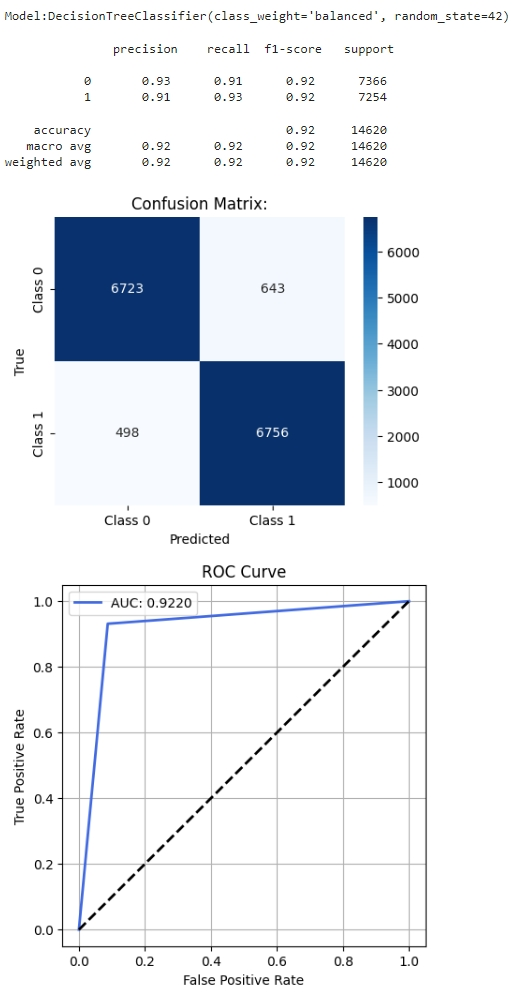 Model:DecisionTreeClassifier(class_weight='balanced', random_state=42)
precision recall f1-score support
0 0.93 0.91 0.92 7366
1 0.91 0.93 0.92 7254
accuracy 0.92 14620
macro avg 0.92 0.92 0.92 14620
weighted avg 0.92 0.92 0.92 14620
Confusion Matrix:
True
Class 0
6723 643
Class 1
498 6756
Class 0 Class 1
Predicted
6000
5000
4000
3000
2000
1000
ROC Curve
AUC: 0.9220
True Positive Rate
1.0
0.8
0.6
0.4
0.2
0.0
0.0 0.2 0.4 0.6 0.8 1.0
False Positive Rate